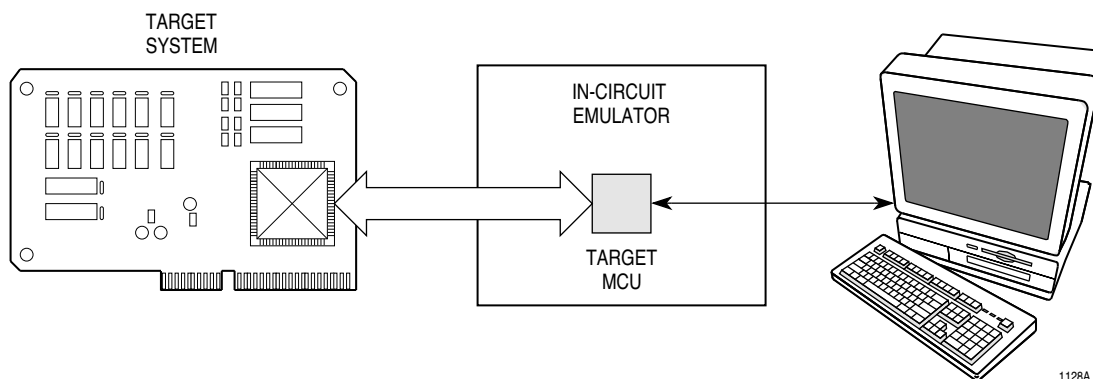 TARGET
SYSTEM
IN-CIRCUIT
EMULATOR
TARGET
MCU
1128A